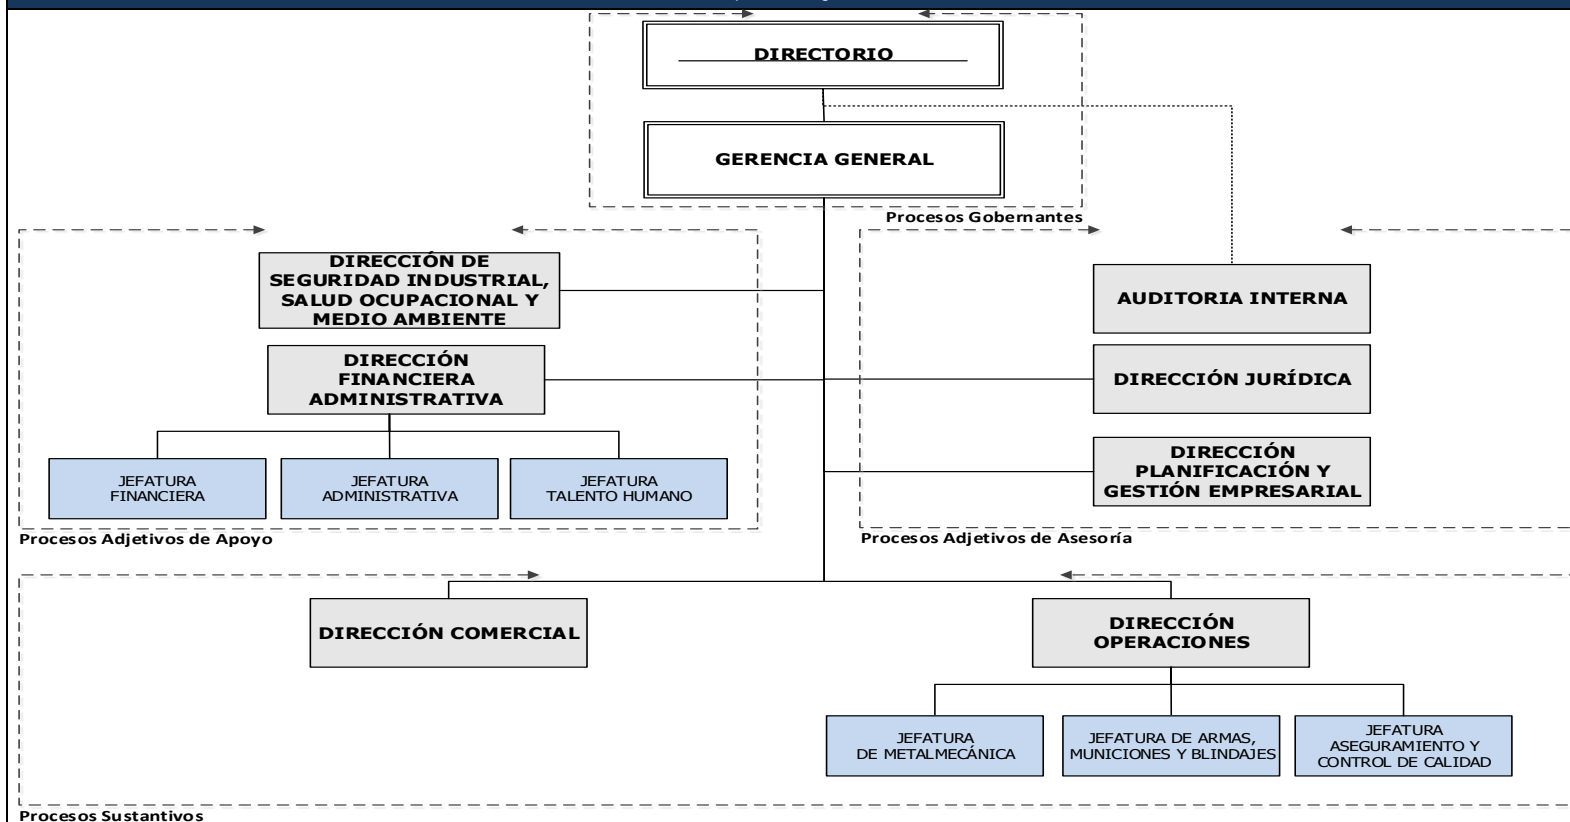 DIRECTORIO
GERENCIA GENERAL
Procesos Gobernantes
DIRECCIÓN DE
SEGURIDAD INDUSTRIAL,
SALUD OCUPACIONAL Y
MEDIO AMBIENTE
AUDITORIA INTERNA
DIRECCIÓN
FINANCIERA
ADMINISTRATIVA
DIRECCIÓN JURÍDICA
JEFATURA
FINANCIERA
JEFATURA
ADMINISTRATIVA
JEFATURA
TALENTO HUMANO
DIRECCIÓN
PLANIFICACIÓN Y
GESTIÓN EMPRESARIAL
Procesos Adjetivos de Apoyo
Procesos Adjetivos de Asesoría
DIRECCIÓN COMERCIAL
DIRECCIÓN
OPERACIONES
JEFATURA
DE METALMECÁNICA
JEFATURA DE ARMAS,
MUNICIONES Y BLINDAJES
JEFATURA
ASEGURAMIENTO Y
CONTROL DE CALIDAD
Procesos Sustantivos